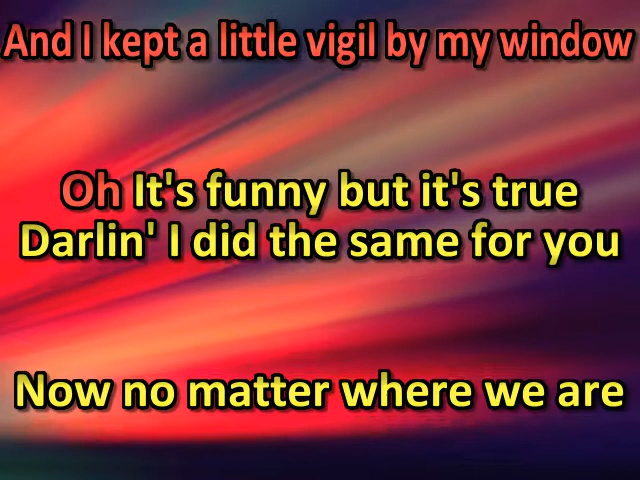 And I kept a little vigil by my window
Oh It's funny but it's true
Darlin' I did the same for you
Now no matter where we are